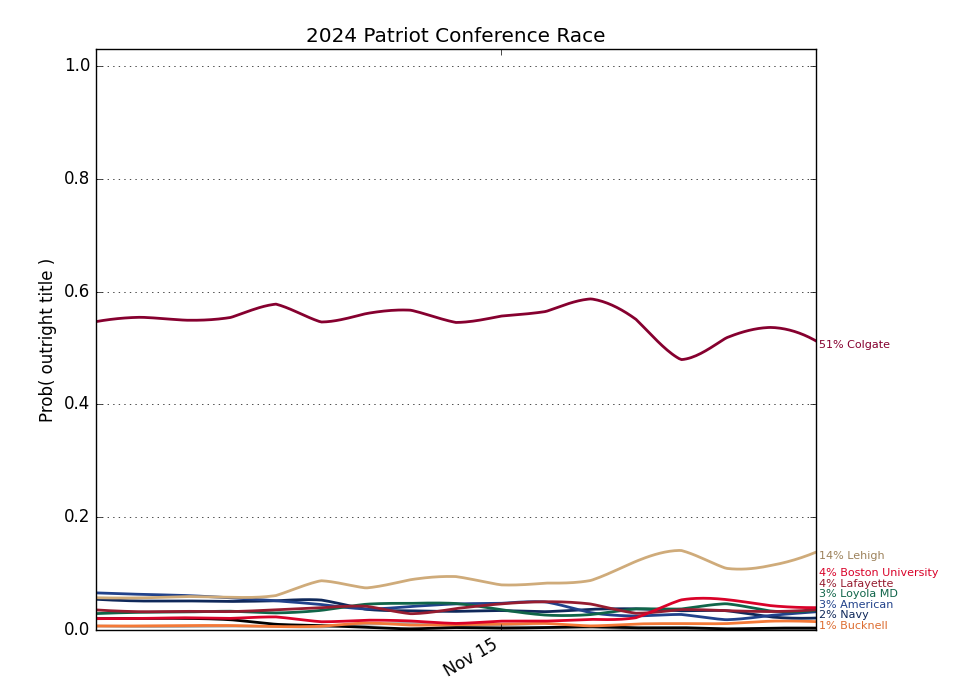 2024 Patriot Conference Race
Prob( outright title )
1.0
0.8
0.6
0.4
0.2
0.0
Nov 15
51% Colgate
14% Lehigh
4% Boston University
4% Lafayette
3% Loyola MD
3% American
2% Navy
1% Bucknell